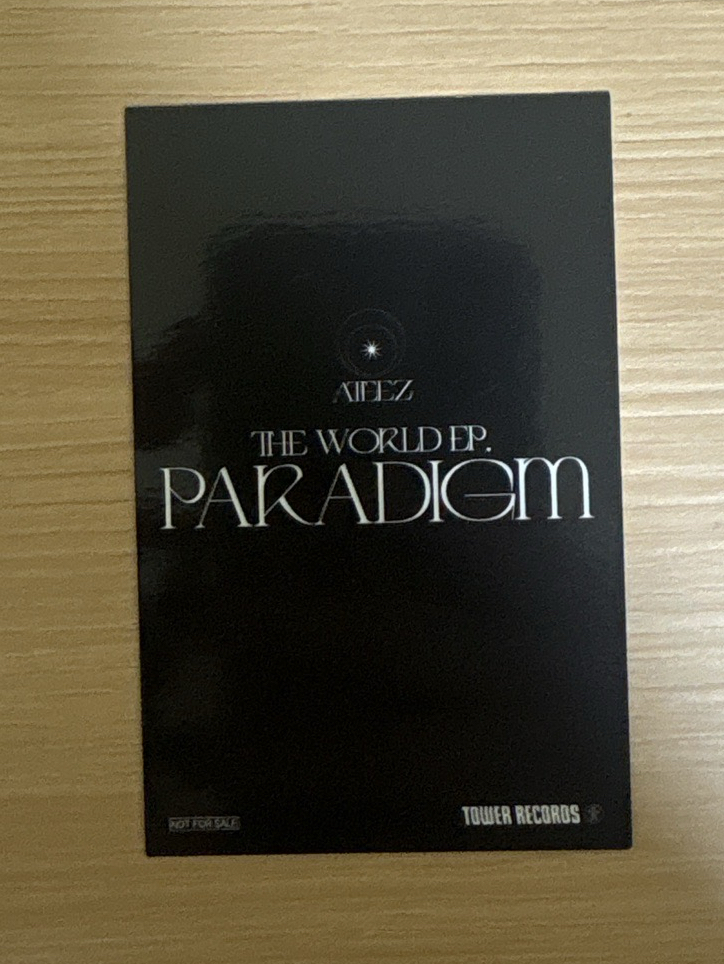 ATEEZ
THE WORLD EP.
PARADIGM
NOT FOR SALE
TOWER RECORDS